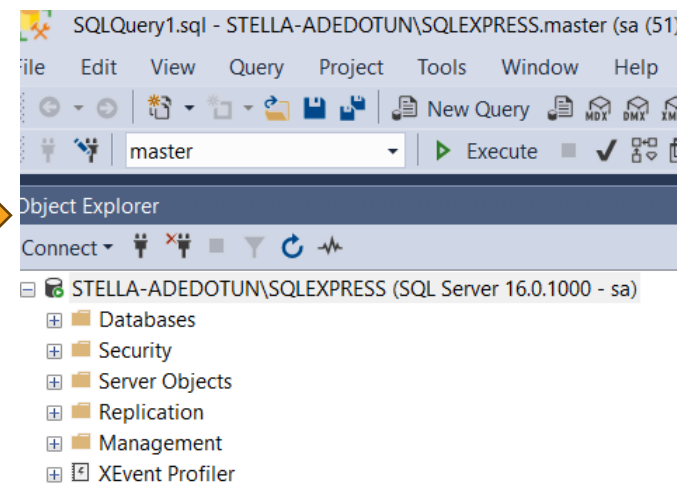 SQLQuery1.sql - STELLA-ADEDOTUN\SQLEXPRESS.master (sa (51)
File Edit View Query Project Tools Window Help
New Query MDX DMX
master Execute
Object Explorer
Connect
STELLA-ADEDOTUN\SQLEXPRESS (SQL Server 16.0.1000 - sa)
Databases
Security
Server Objects
Replication
Management
XEvent Profiler